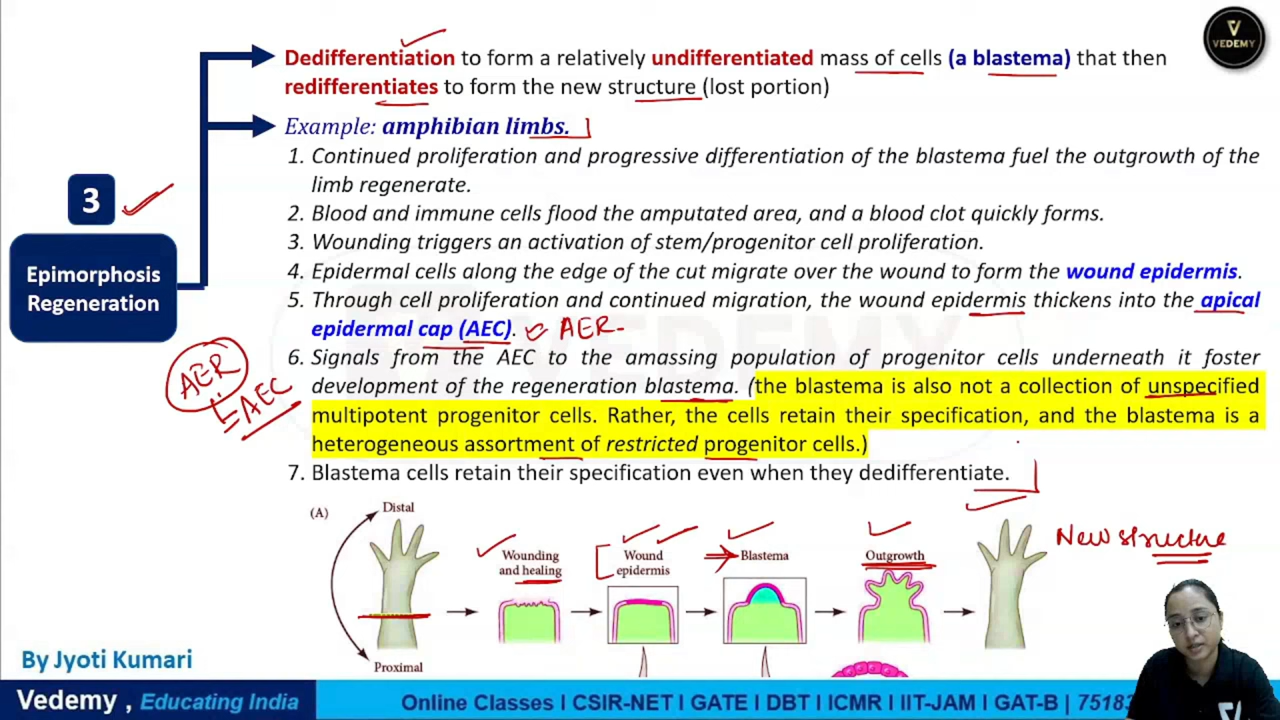 VEDEMY
Dedifferentiation to form a relatively undifferentiated mass of cells (a blastema) that then
redifferentiates to form the new structure (lost portion)
Example: amphibian limbs.
1. Continued proliferation and progressive differentiation of the blastema fuel the outgrowth of the
limb regenerate.
2. Blood and immune cells flood the amputated area, and a blood clot quickly forms.
3. Wounding triggers an activation of stem/progenitor cell proliferation.
4. Epidermal cells along the edge of the cut migrate over the wound to form the wound epidermis.
5. Through cell proliferation and continued migration, the wound epidermis thickens into the apical
epidermal cap (AEC). AER-
6. Signals from the AEC to the amassing population of progenitor cells underneath it foster
development of the regeneration blastema. (the blastema is also not a collection of unspecified
multipotent progenitor cells. Rather, the cells retain their specification, and the blastema is a
heterogeneous assortment of restricted progenitor cells.)
7. Blastema cells retain their specification even when they dedifferentiate.
3
Epimorphosis
Regeneration
AER
AEC
VEDEMY
(A)
Distal
Proximal
Wounding
and healing
Wound
epidermis
Blastema
Outgrowth
New structure
By Jyoti Kumari
Vedemy , Educating India
Online Classes I CSIR-NET I GATE I DBT I ICMR I IIT-JAM I GAT-B I 75183